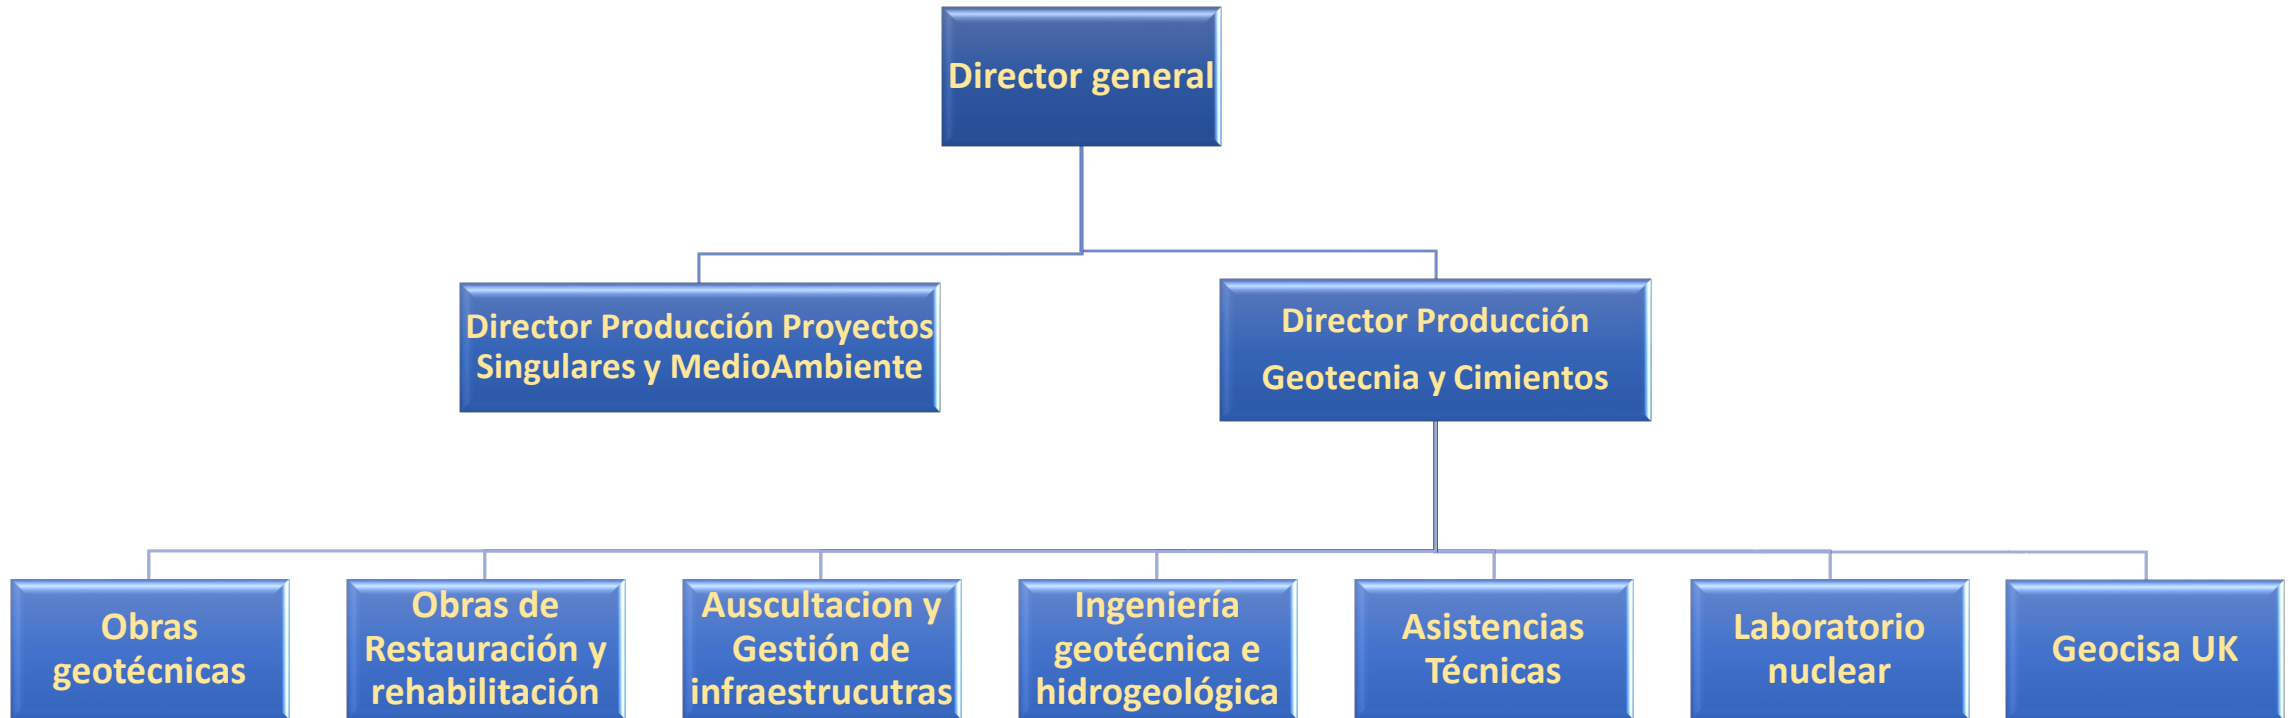 Director general
Director Producción Proyectos
Singulares y MedioAmbiente
Director Producción
Geotecnia y Cimientos
Obras
geotécnicas
Obras de
Restauración y
rehabilitación
Auscultacion y
Gestión de
infraestrucutras
Ingeniería
geotécnica e
hidrogeológica
Asistencias
Técnicas
Laboratorio
nuclear
Geocisa UK